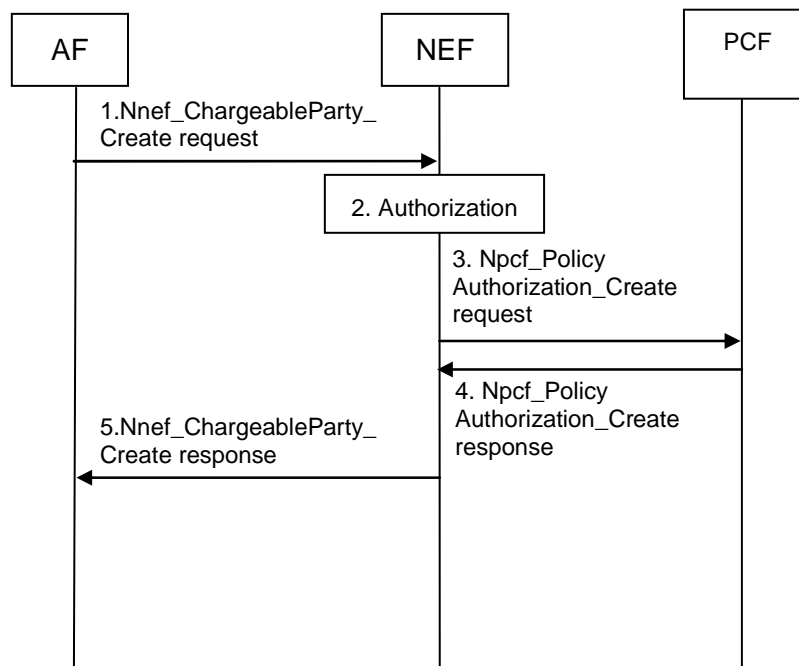 AF
NEF
PCF
1.Nnef_ChargeableParty_
Create request
2. Authorization
3. Npcf_Policy
Authorization_Create
request
4. Npcf_Policy
Authorization_Create
response
5.Nnef_ChargeableParty_
Create response